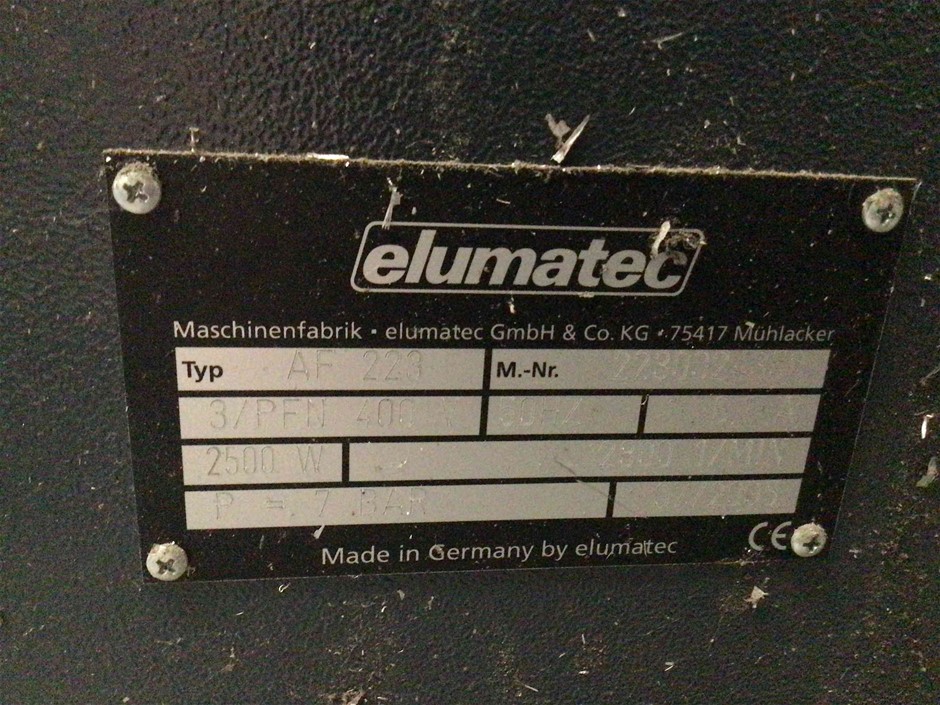 elumatec
Maschinenfabrik • elumatec GmbH & Co. KG • 75417 Mühlacker
Typ AF 223 M.-Nr.
3/PEN 400
2500 W
P = 7 BAR
Made in Germany by elumatec CE